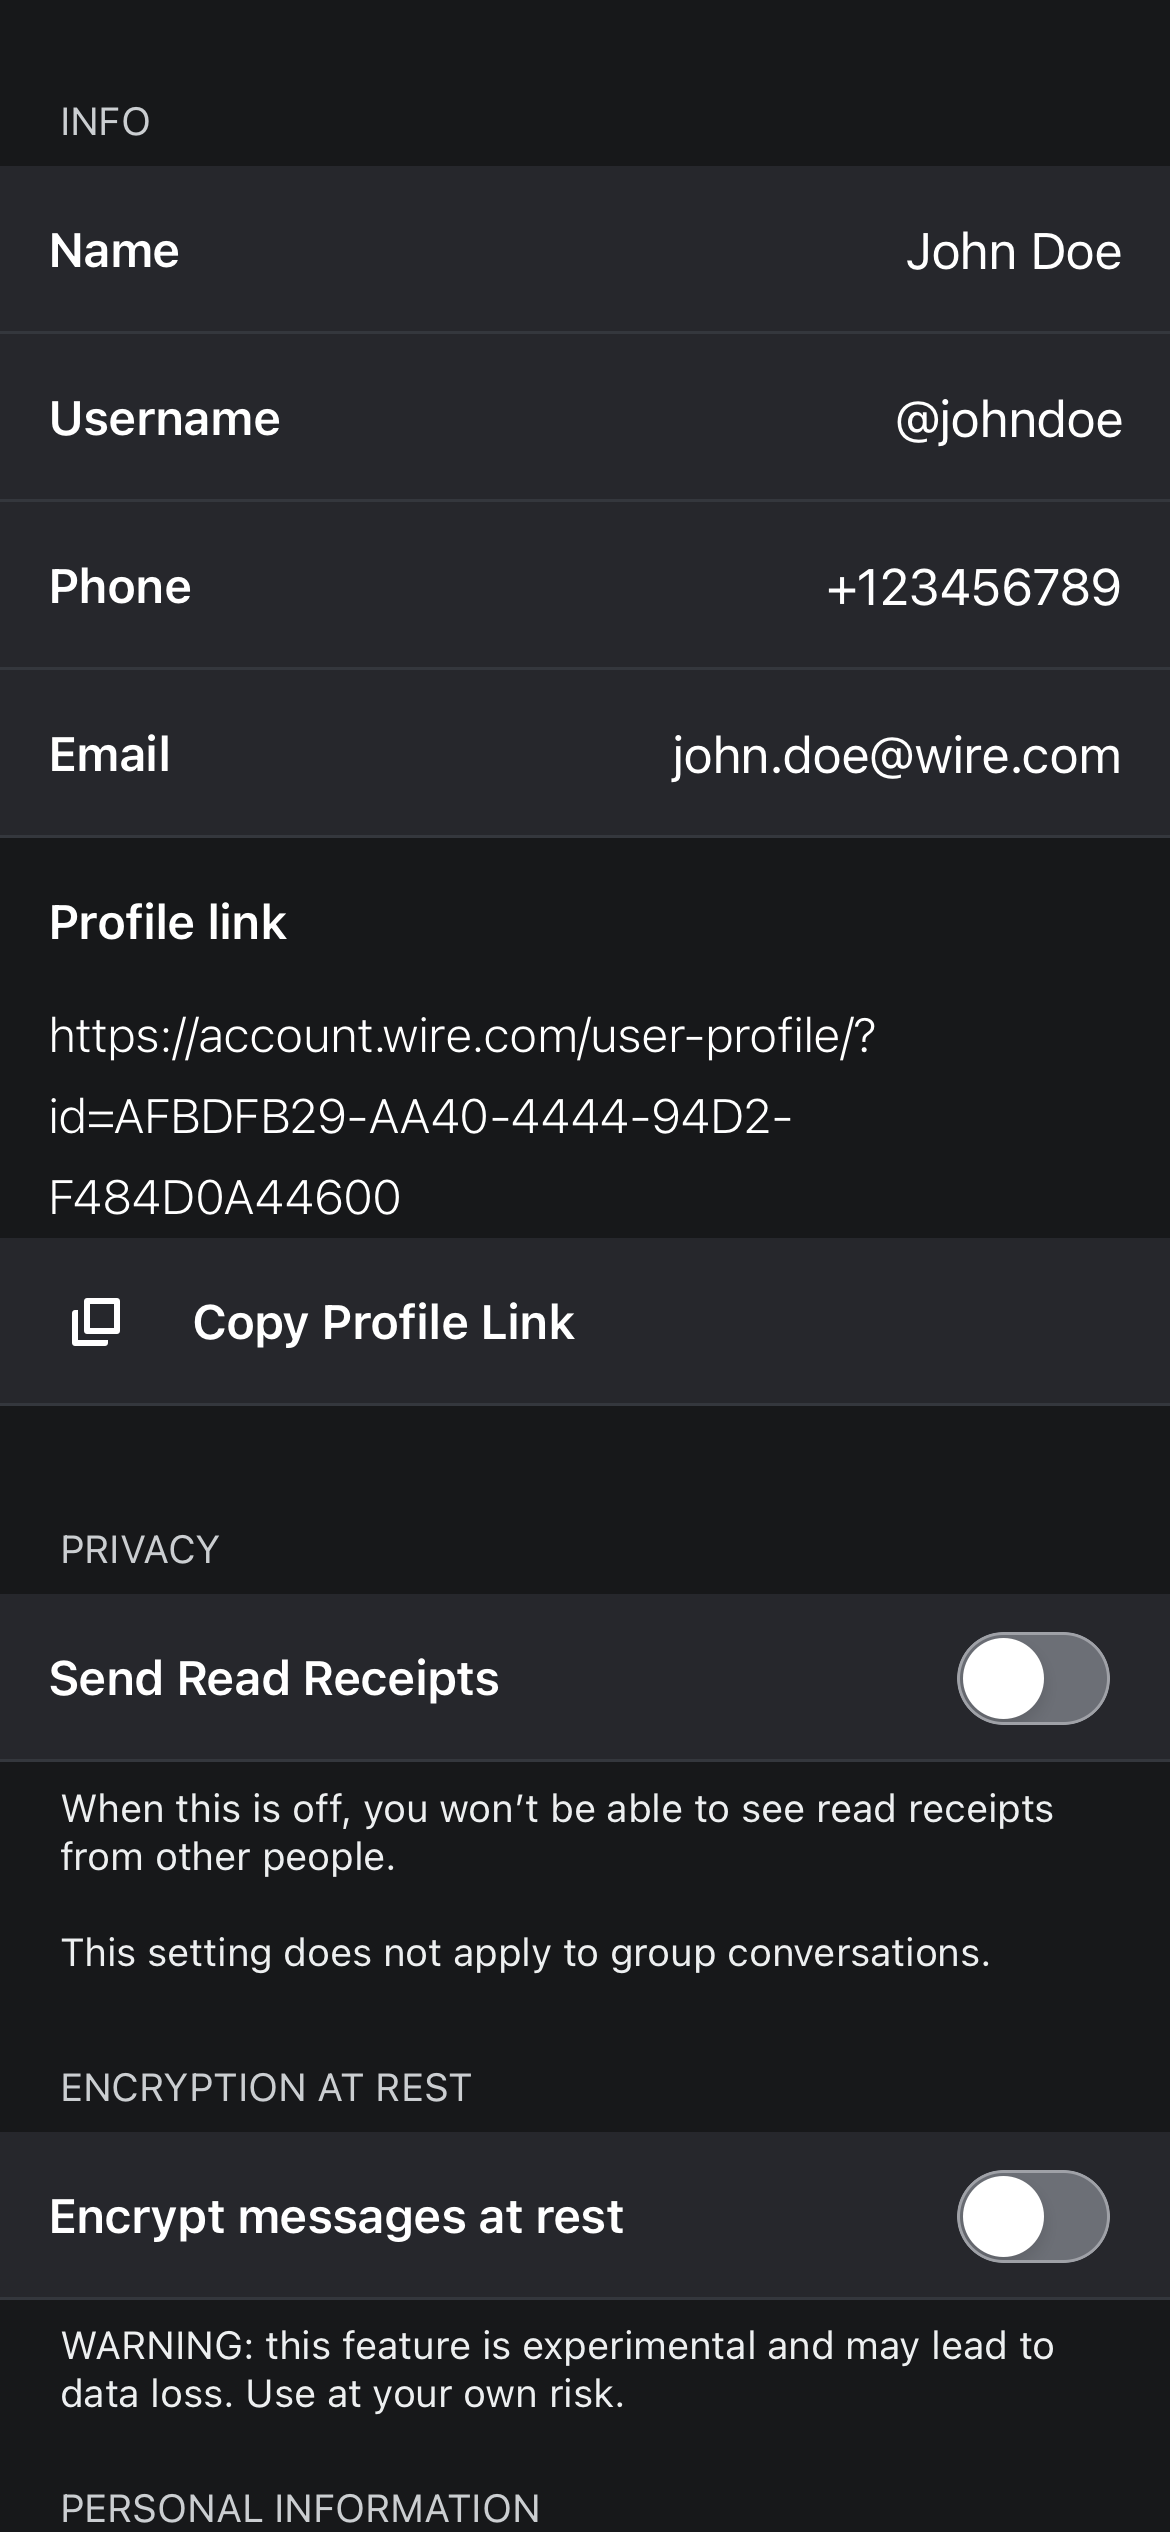 INFO
Name John Doe
Username @johndoe
Phone +123456789
Email john.doe@wire.com
Profile link
https://account.wire.com/user-profile/?
id=AFBDFB29-AA40-4444-94D2-
F484D0A44600
Copy Profile Link
PRIVACY
Send Read Receipts
When this is off, you won’t be able to see read receipts
from other people.
This setting does not apply to group conversations.
ENCRYPTION AT REST
Encrypt messages at rest
WARNING: this feature is experimental and may lead to
data loss. Use at your own risk.
PERSONAL INFORMATION